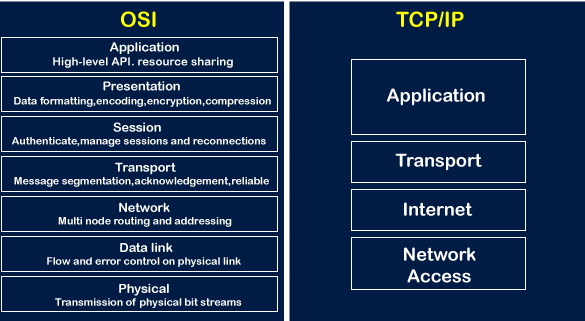 OSI
Application
High-level API. resource sharing
Presentation
Data formatting,encoding,encryption,compression
Session
Authenticate,manage sessions and reconnections
Transport
Message segmentation,acknowledgement,reliable
Network
Multi node routing and addressing
Data link
Flow and error control on physical link
Physical
Transmission of physical bit streams
TCP/IP
Application
Transport
Internet
Network
Access